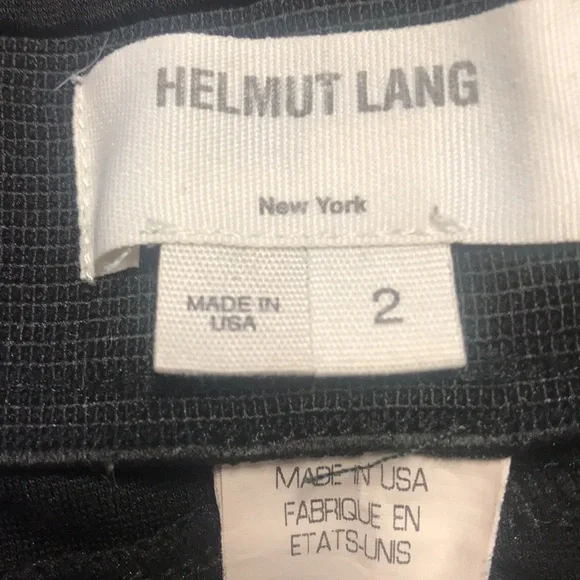 HELMUT LANG
New York
MADE IN
USA
2
MADE IN USA
FABRIQUE EN
ETATS-UNIS